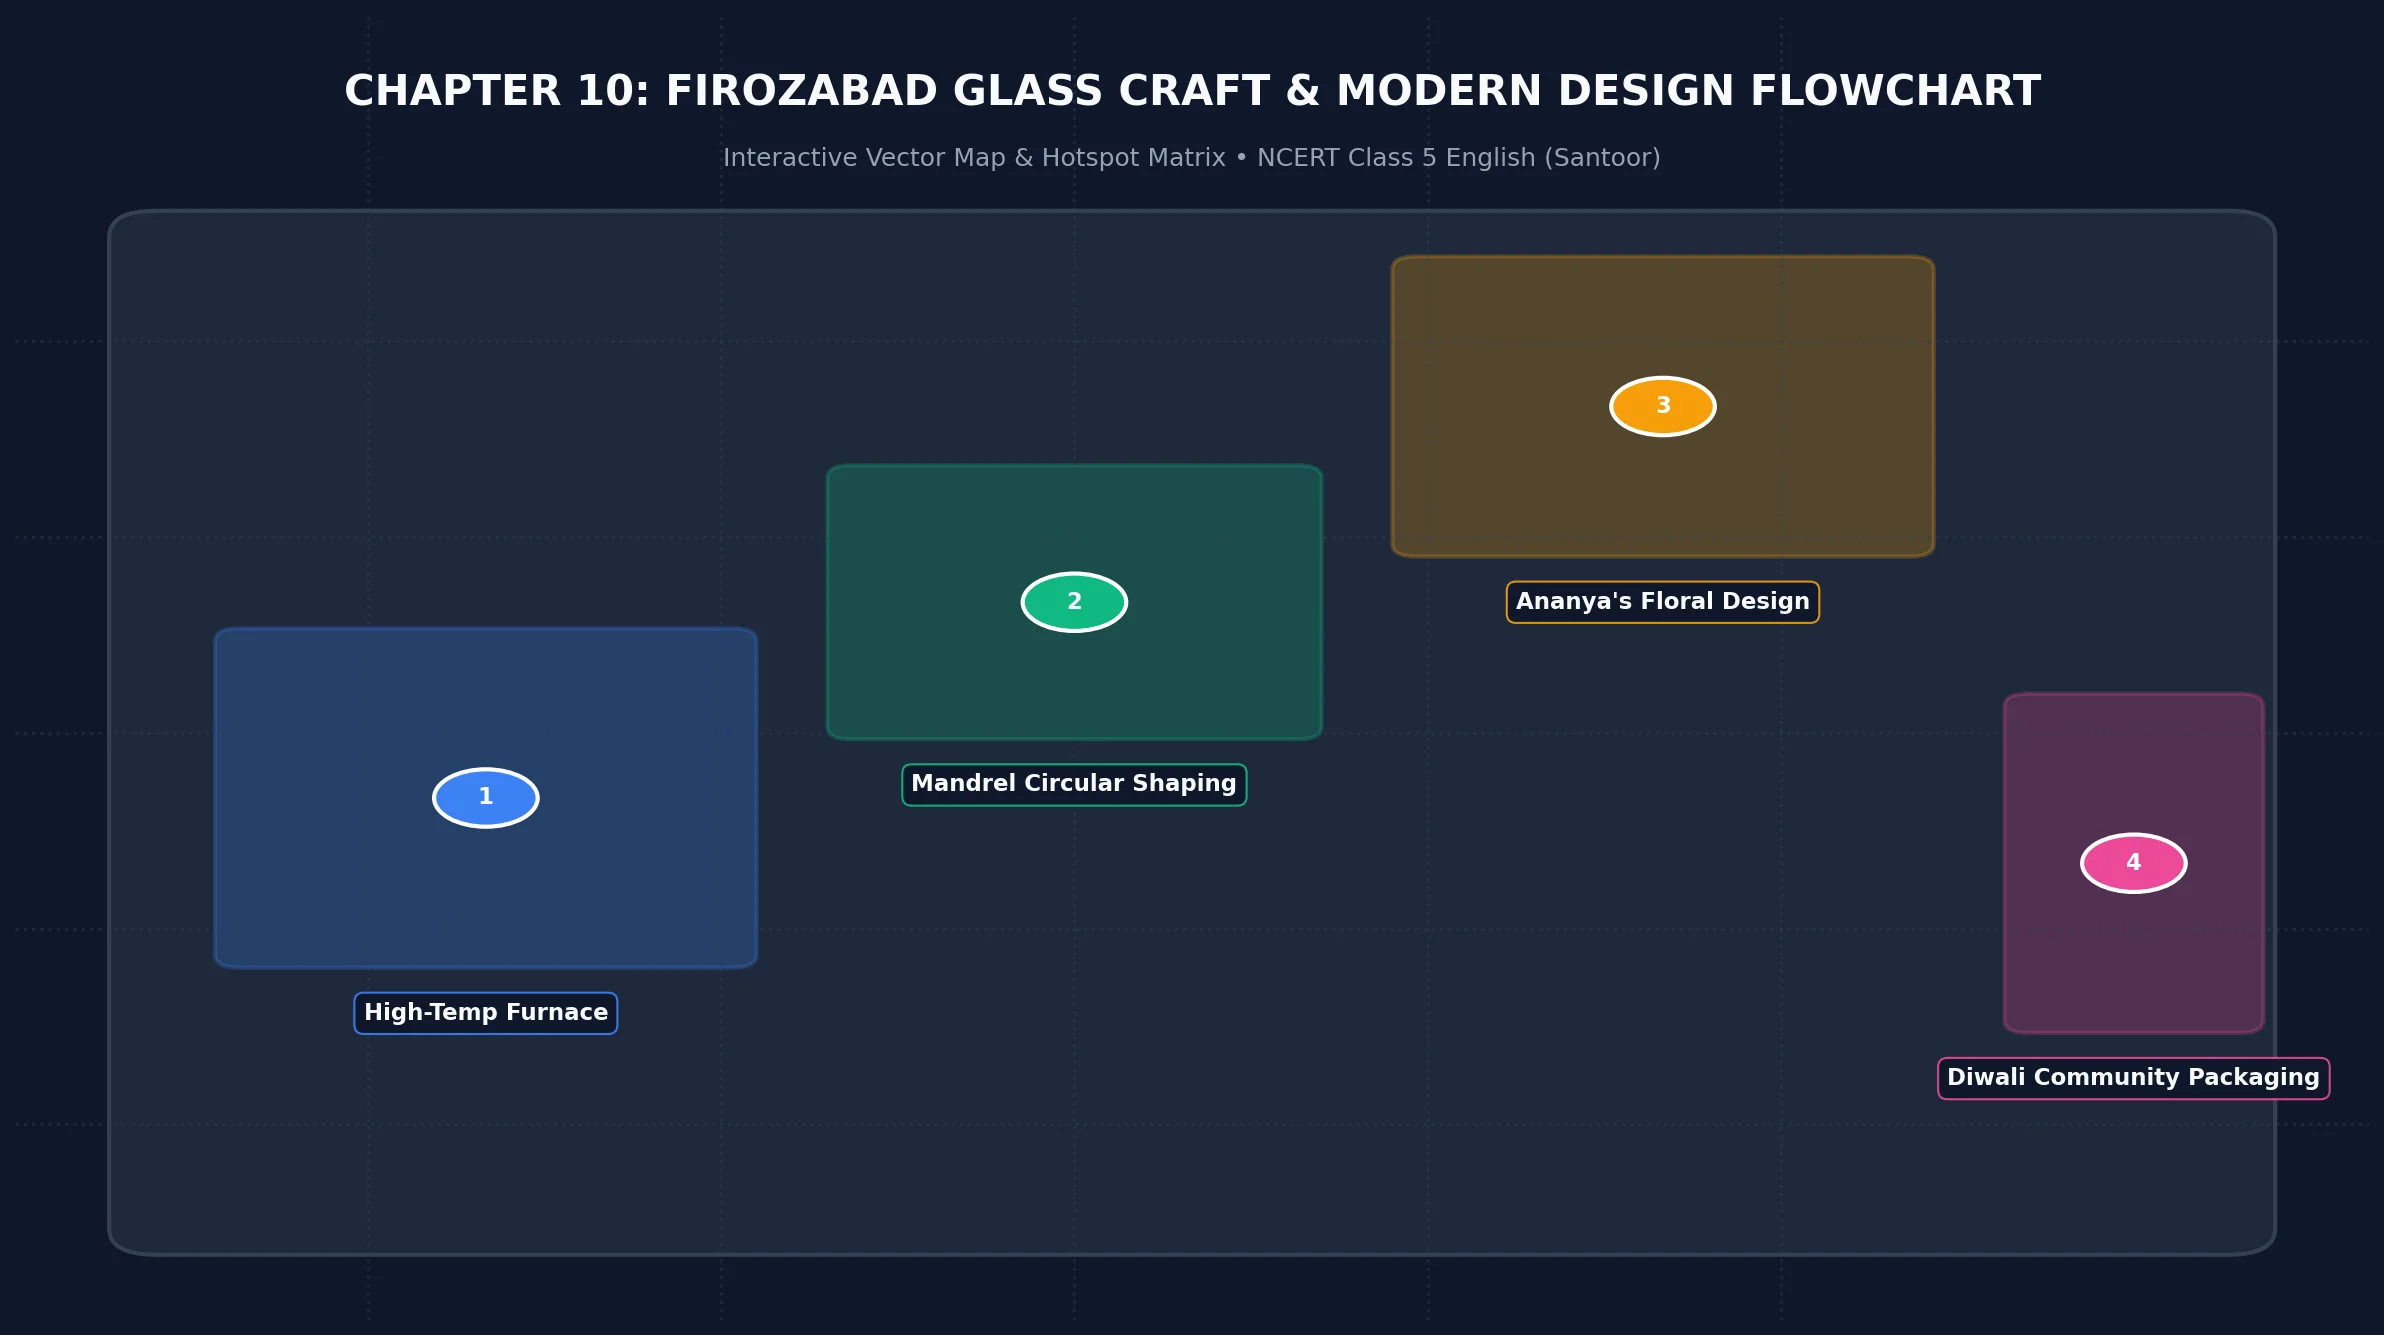 CHAPTER 10: FIROZABAD GLASS CRAFT & MODERN DESIGN FLOWCHART
Interactive Vector Map & Hotspot Matrix • NCERT Class 5 English (Santoor)
1
High-Temp Furnace
2
Mandrel Circular Shaping
3
Ananya's Floral Design
4
Diwali Community Packaging